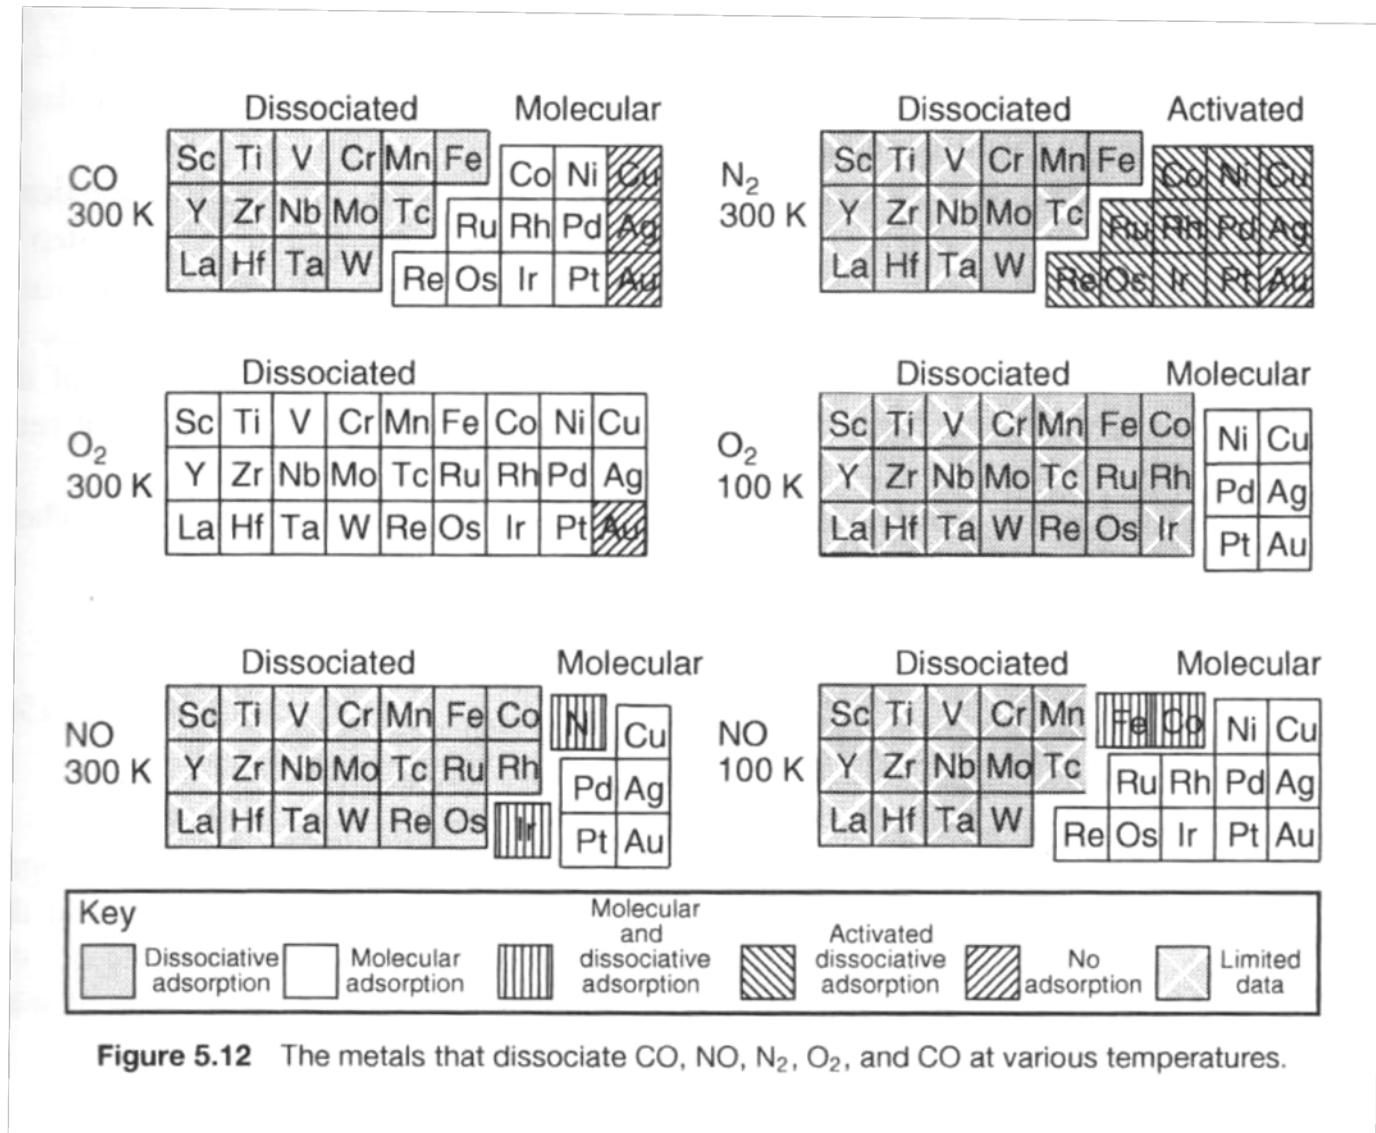 Dissociated Molecular
CO
300 K
Sc Ti V Cr Mn Fe Co Ni Cu
Y Zr Nb Mo Tc Ru Rh Pd Ag
La Hf Ta W Re Os Ir Pt Au
Dissociated Activated
N₂
300 K
Sc Ti V Cr Mn Fe Co Ni Cu
Y Zr Nb Mo Tc Ru Rh Pd Ag
La Hf Ta W Re Os Ir Pt Au
Dissociated
O₂
300 K
Sc Ti V Cr Mn Fe Co Ni Cu
Y Zr Nb Mo Tc Ru Rh Pd Ag
La Hf Ta W Re Os Ir Pt Au
Dissociated Molecular
O₂
100 K
Sc Ti V Cr Mn Fe Co Ni Cu
Y Zr Nb Mo Tc Ru Rh Pd Ag
La Hf Ta W Re Os Ir Pt Au
Dissociated Molecular
NO
300 K
Sc Ti V Cr Mn Fe Co Ni Cu
Y Zr Nb Mo Tc Ru Rh Pd Ag
La Hf Ta W Re Os Ir Pt Au
Dissociated Molecular
NO
100 K
Sc Ti V Cr Mn Fe Co Ni Cu
Y Zr Nb Mo Tc Ru Rh Pd Ag
La Hf Ta W Re Os Ir Pt Au
Key
Dissociative
adsorption
Molecular
adsorption
Molecular
and
dissociative
adsorption
Activated
dissociative
adsorption
No
adsorption
Limited
data
Figure 5.12 The metals that dissociate CO, NO, N₂, O₂, and CO at various temperatures.